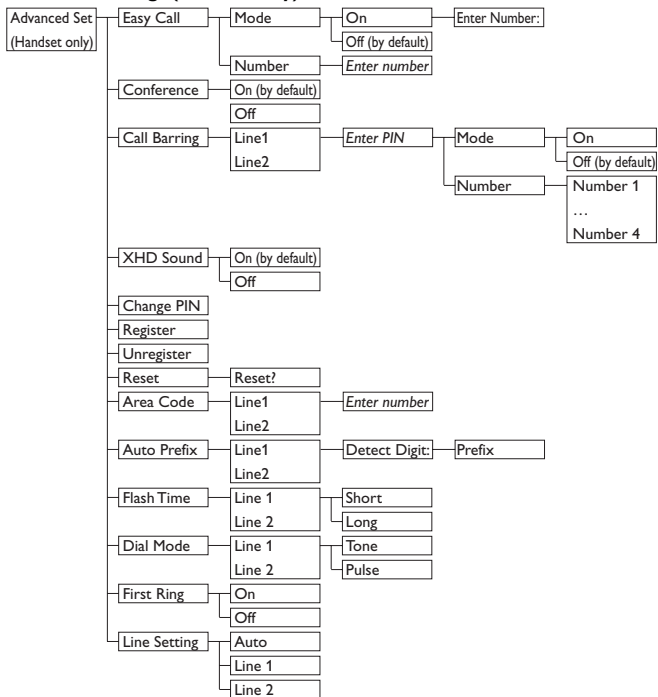 Advanced Set Easy Call Mode On Enter Number:
(Handset only) Off (by default)
Number Enter number
Conference On (by default)
Off
Call Barring Line1 Enter PIN Mode On
Line2 Off (by default)
Number Number 1
…
Number 4
XHD Sound On (by default)
Off
Change PIN
Register
Unregister
Reset Reset?
Area Code Line1 Enter number
Line2
Auto Prefix Line1 Detect Digit: Prefix
Line2
Flash Time Line 1 Short
Line 2 Long
Dial Mode Line 1 Tone
Line 2 Pulse
First Ring On
Off
Line Setting Auto
Line 1
Line 2